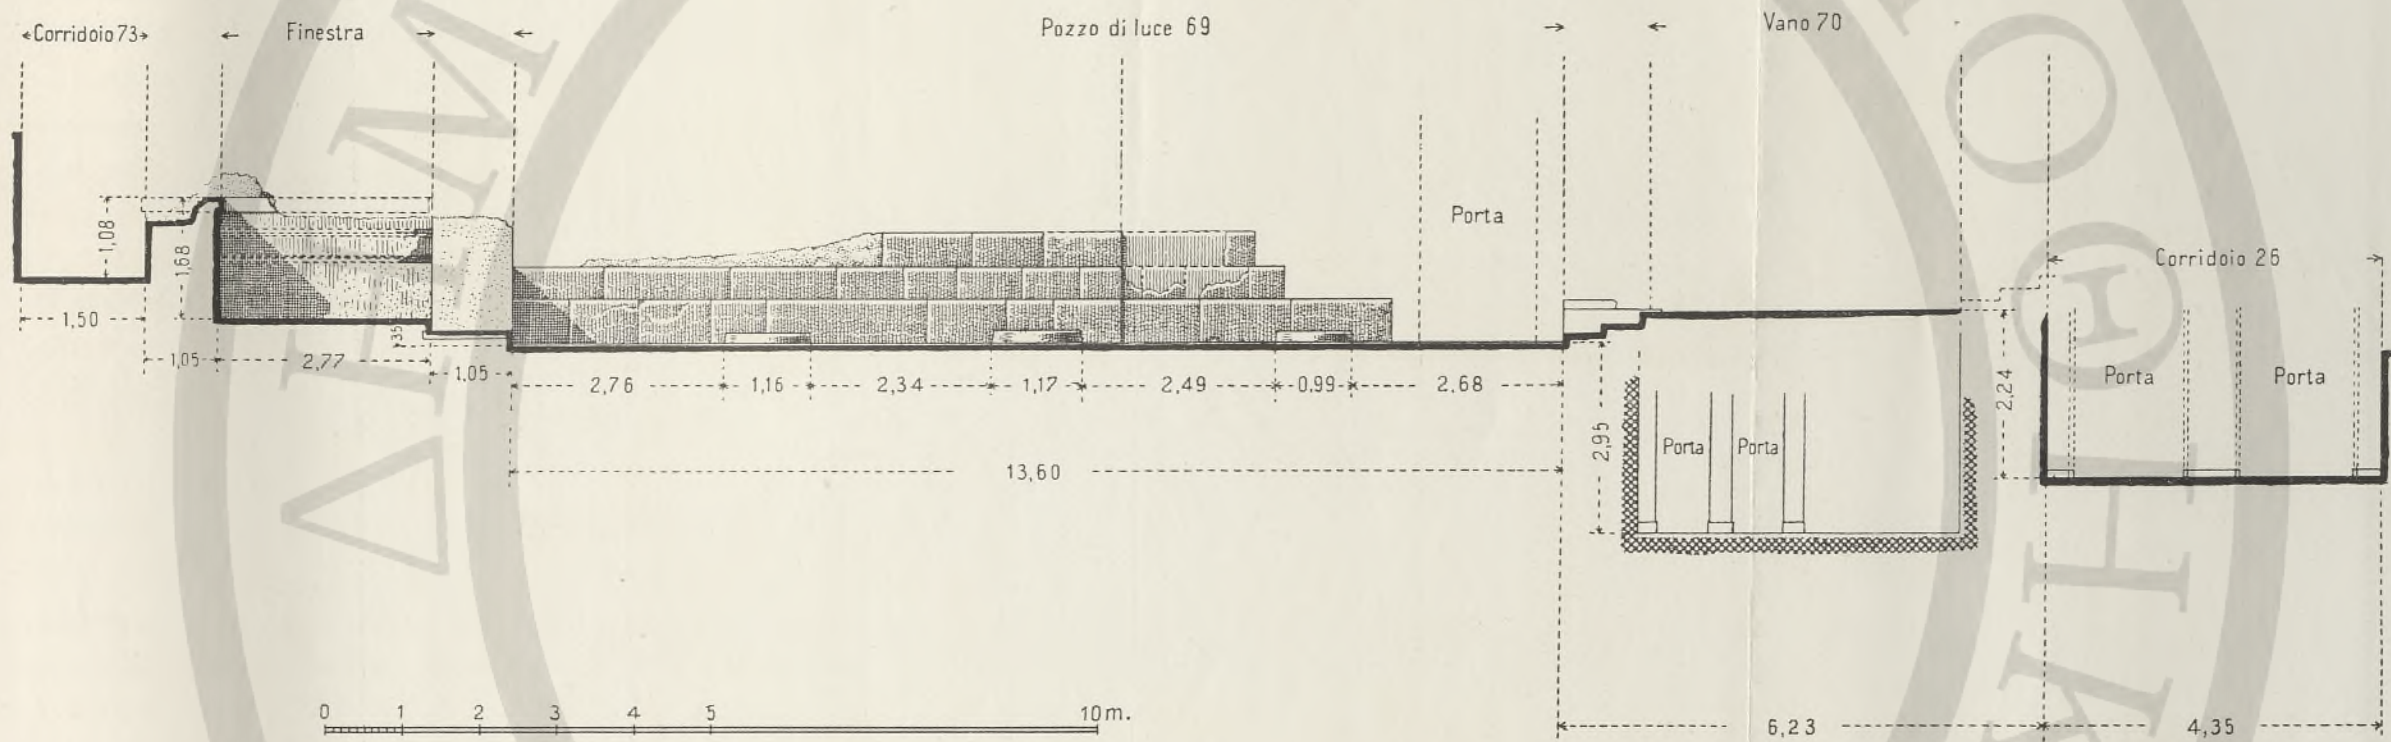 Corridoio 73
Finestra
Pozzo di luce 69
Vano 70
Porta
Corridoio 26
1,08
1,68
1,50
1,05
2,77
35
1,05
2,76
1,16
2,34
1,17
2,49
0,99
2,68
2,95
Porta
Porta
2,24
Porta
Porta
13,60
0 1 2 3 4 5 10 m.
6,23
4,35